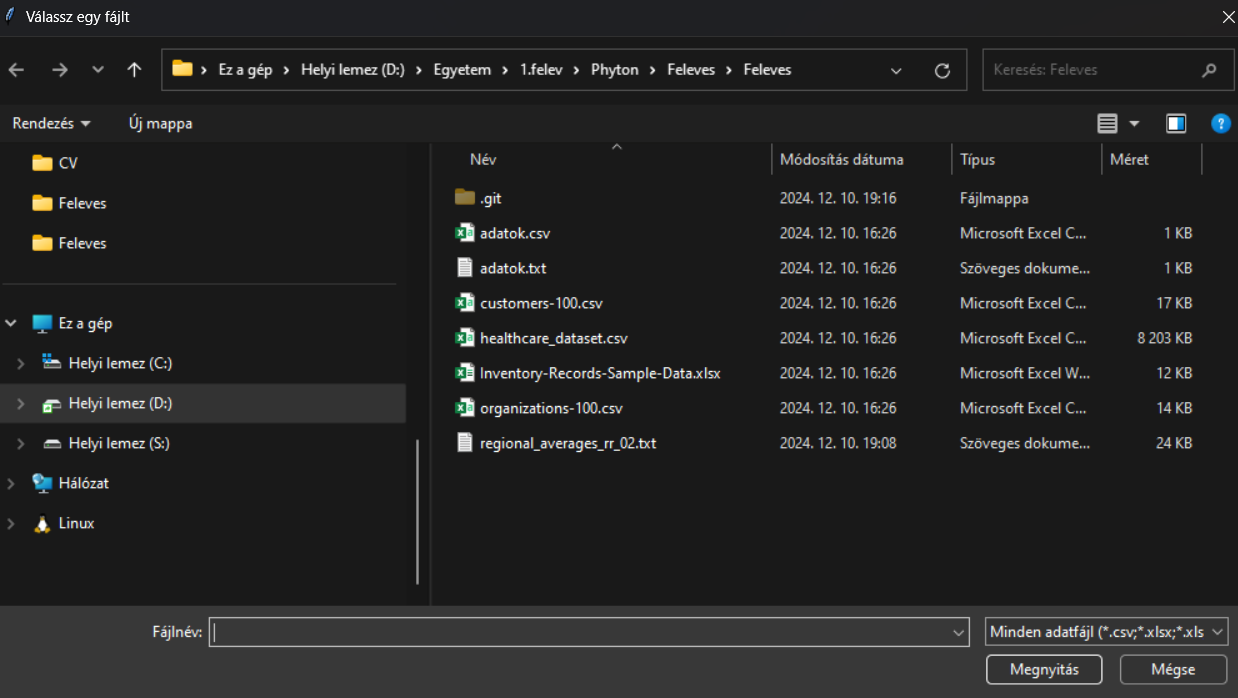 Válassz egy fájlt
Ez a gép > Helyi lemez (D:) > Egyetem > 1.felev > Phyton > Feleves > Feleves
Keresés: Feleves
Rendezés
Új mappa
CV
Feleves
Feleves
Ez a gép
Helyi lemez (C:)
Helyi lemez (D:)
Helyi lemez (S:)
Hálózat
Linux
Név Módosítás dátuma Típus Méret
.git 2024. 12. 10. 19:16 Fájlmappa
adatok.csv 2024. 12. 10. 16:26 Microsoft Excel C... 1 KB
adatok.txt 2024. 12. 10. 16:26 Szöveges dokume... 1 KB
customers-100.csv 2024. 12. 10. 16:26 Microsoft Excel C... 17 KB
healthcare_dataset.csv 2024. 12. 10. 16:26 Microsoft Excel C... 8 203 KB
Inventory-Records-Sample-Data.xlsx 2024. 12. 10. 16:26 Microsoft Excel W... 12 KB
organizations-100.csv 2024. 12. 10. 16:26 Microsoft Excel C... 14 KB
regional_averages_rr_02.txt 2024. 12. 10. 19:08 Szöveges dokume... 24 KB
Fájlnév:
Minden adatfájl (*.csv;*.xlsx;*.xls
Megnyitás
Mégse